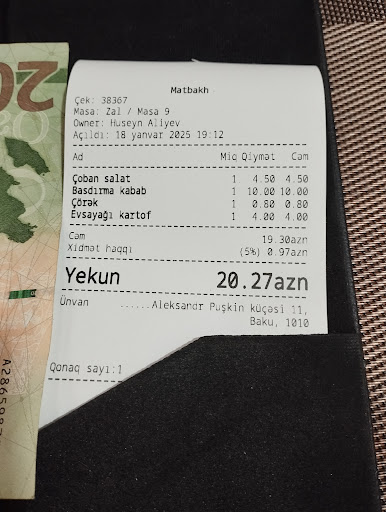 Matbakh
Çek: 38367
Masa: Zal / Masa 9
Owner: Huseyn Aliyev
Açıldı: 18 yanvar 2025 19:12
Ad Miq Qiymət Cəm
Çoban salat 1 4.50 4.50
Basdırma kabab 1 10.00 10.00
Çörək 1 0.80 0.80
Evsayağı kartof 1 4.00 4.00
Cəm 19.30azn
Xidmət haqqı (5%) 0.97azn
Yekun 20.27azn
Ünvan ......Aleksandr Puşkin küçəsi 11,
Baku, 1010
Qonaq sayı:1
20